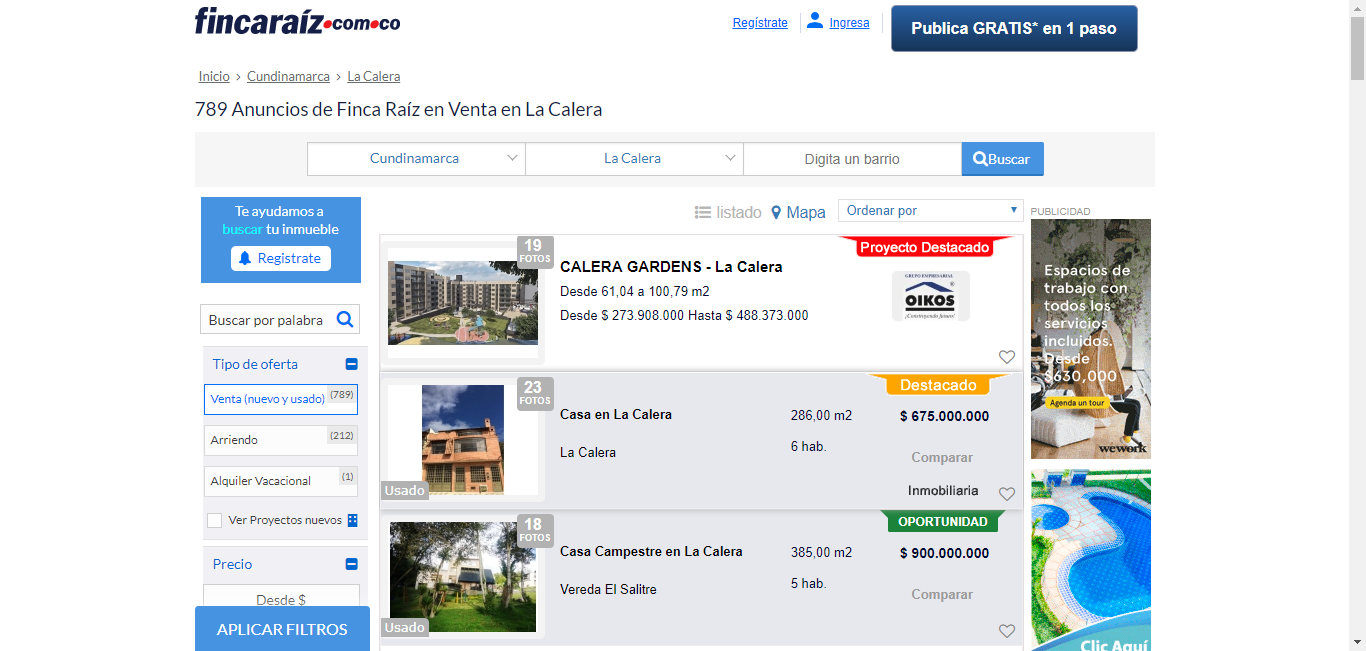 fincaraíz.com.co
Regístrate
Ingresa
Publica GRATIS* en 1 paso
Inicio › Cundinamarca › La Calera
789 Anuncios de Finca Raíz en Venta en La Calera
Cundinamarca
La Calera
Digita un barrio
Buscar
Te ayudamos a
buscar tu inmueble
Registrate
Buscar por palabra
Tipo de oferta
Venta (nuevo y usado) (789)
Arriendo (212)
Alquiler Vacacional (1)
Ver Proyectos nuevos
Precio
Desde $
APLICAR FILTROS
listado
Mapa
Ordenar por
19
FOTOS
CALERA GARDENS - La Calera
Desde 61,04 a 100,79 m2
Desde $ 273.908.000 Hasta $ 488.373.000
Proyecto Destacado
GRUPO EMPRESARIAL
OIKOS
¡Construyendo futuro!
23
FOTOS
Usado
Casa en La Calera
La Calera
286,00 m2
6 hab.
Destacado
$ 675.000.000
Comparar
Inmobiliaria
18
FOTOS
Usado
Casa Campestre en La Calera
Vereda El Salitre
385,00 m2
5 hab.
OPORTUNIDAD
$ 900.000.000
Comparar
PUBLICIDAD
Espacios de
trabajo con
todos los
servicios
incluidos.
Desde
$630,000
Agenda un tour
wework
Clic Aquí